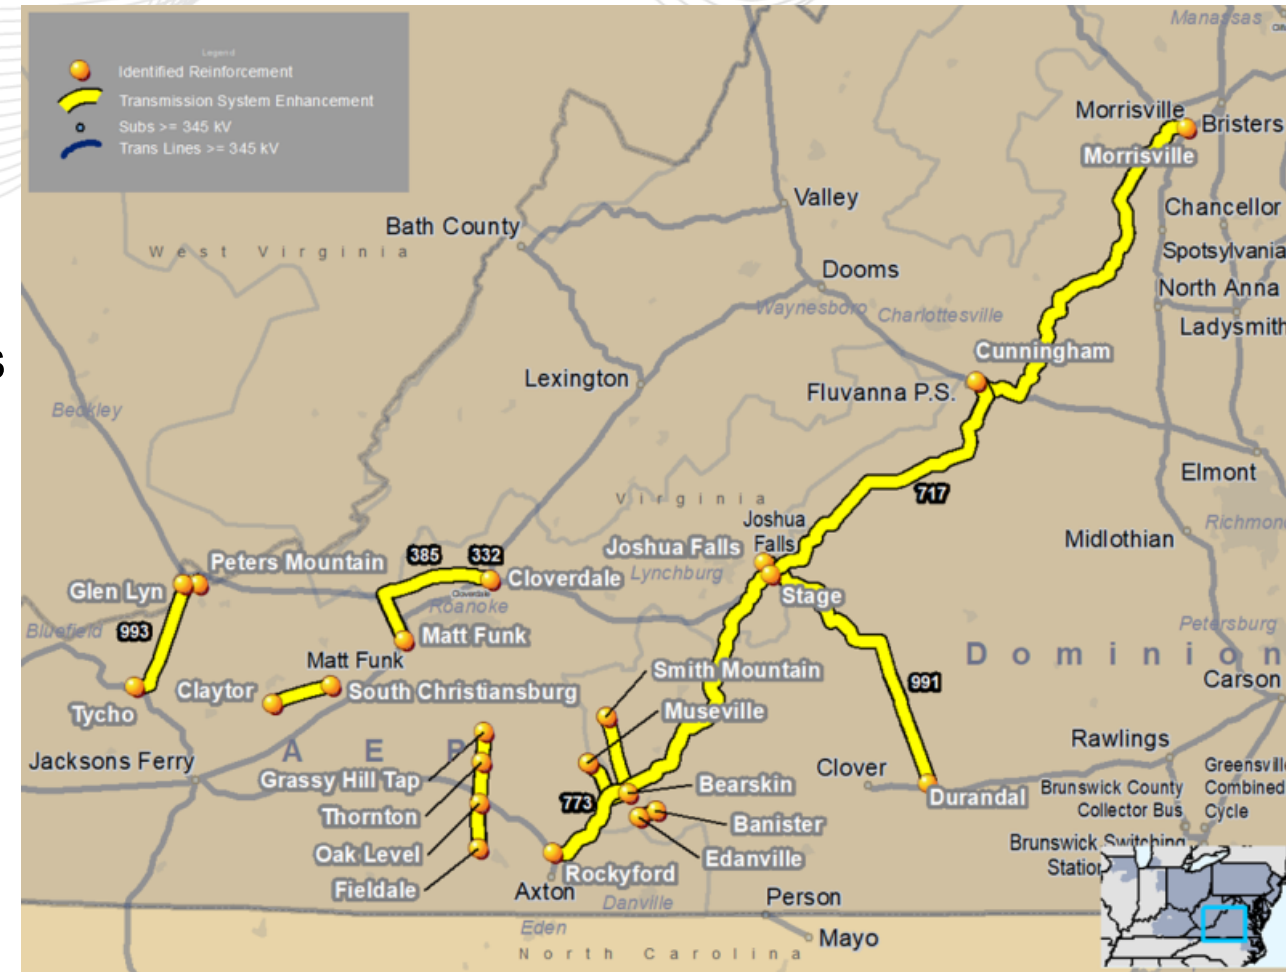 Legend
Identified Reinforcement
Transmission System Enhancement
Subs >= 345 kV
Trans Lines >= 345 kV
Manassas
Morrisville
Bristers
Morrisville
Valley
Chancellor
Bath County
West Virginia
Spotsylvania
Dooms
North Anna
Waynesboro
Charlottesville
Ladysmith
s
Cunningham
Lexington
Fluvanna P.S.
Beckley
Elmont
717
Virginia
Joshua
Falls
Richmon
Midlothian
Joshua Falls
385
332
Peters Mountain
Lynchburg
Cloverdale
Glen Lyn
Cloverdale
Stage
Roanoke
Petersburg
Bluefield
993
Matt Funk
Dominion
Matt Funk
Smith Mountain
991
Carson
Claytor
South Christiansburg
Tycho
Museville
Rawlings
A E P
Jacksons Ferry
Clover
Greensvill
Combined
Cycle
Grassy Hill Tap
Bearskin
Brunswick County
Collector Bus
Durandal
773
Thornton
Banister
Oak Level
Edanville
Brunswick Switching
Station
Rockyford
Fieldale
Axton
Danville
Person
Eden
Mayo
North Carolina